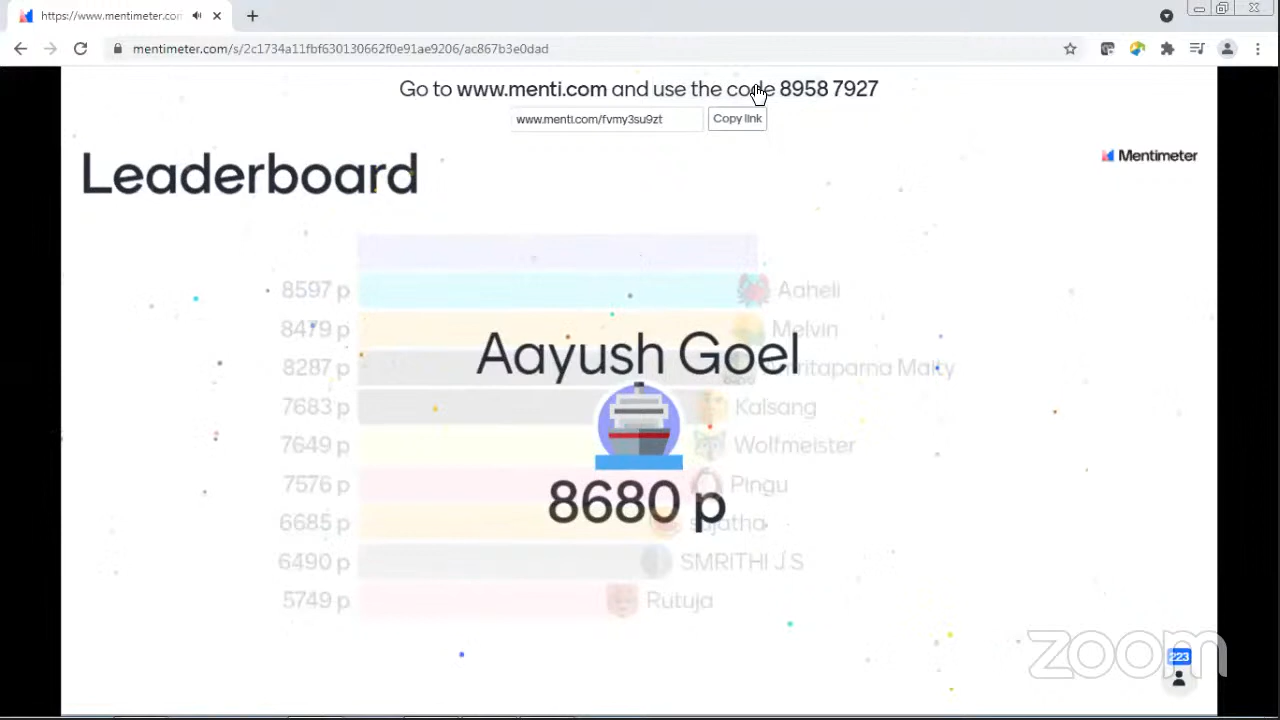 https://www.mentimeter.com
mentimeter.com/s/2c1734a11fbf630130662f0e91ae9206/ac867b3e0dad
Go to www.menti.com and use the code 8958 7927
www.menti.com/fvmy3su9zt
Copy link
Leaderboard
Mentimeter
8597 p Aaheli
8479 p Melvin
Aayush Goel
8287 p Maity
7683 p Kalsang
7649 p Wolfmeister
7576 p Pingu
8680 p
6685 p sujatha
6490 p SMRITHI J S
5749 p Rutuja
zoom
223